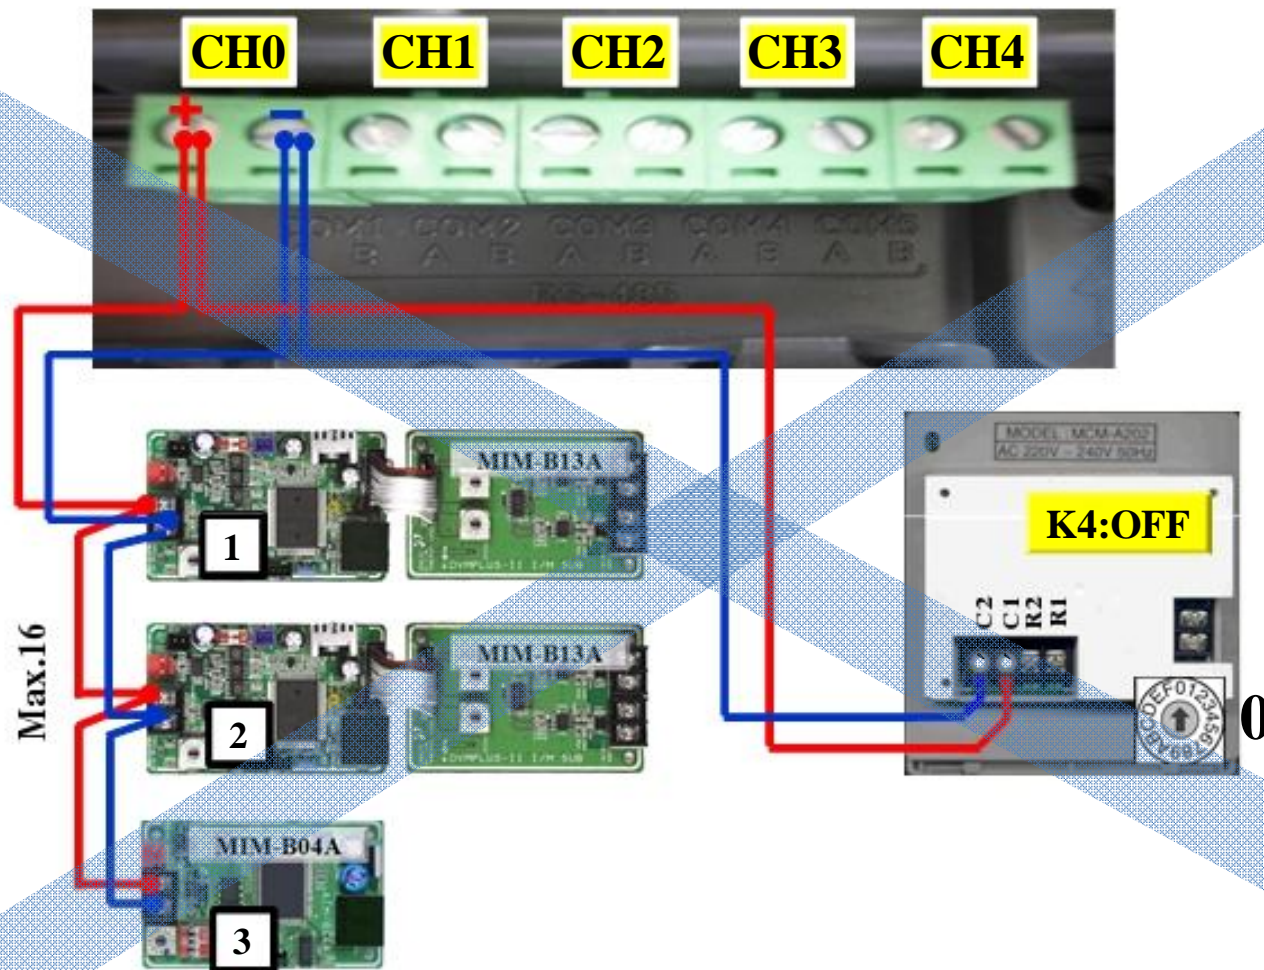 CH0 CH1 CH2 CH3 CH4
+ −
COM1 COM2 COM3 COM4 COM5
B A B A B A B A B
RS-485
MODEL : MCM-A202
AC 220V ~ 240V 50Hz
K4:OFF
C2
C1
R2
R1
0
MIM-B13A
1
Max.16
MIM-B13A
2
MIM-B04A
3